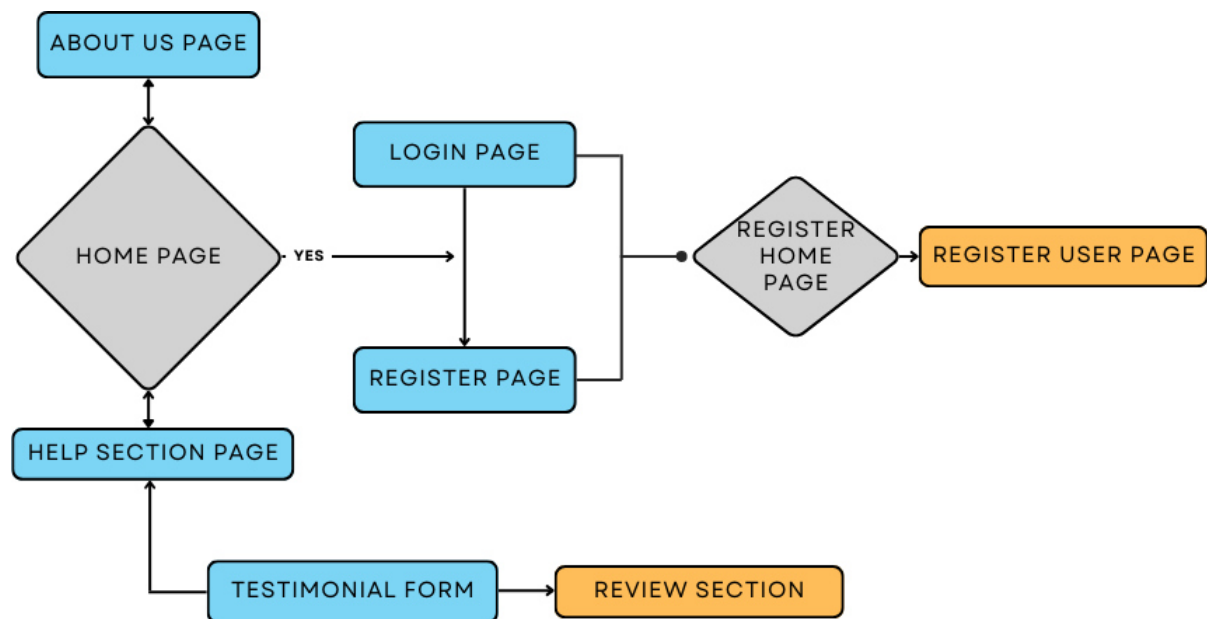 ABOUT US PAGE
LOGIN PAGE
HOME PAGE
YES
REGISTER
HOME
PAGE
REGISTER USER PAGE
REGISTER PAGE
HELP SECTION PAGE
TESTIMONIAL FORM
REVIEW SECTION